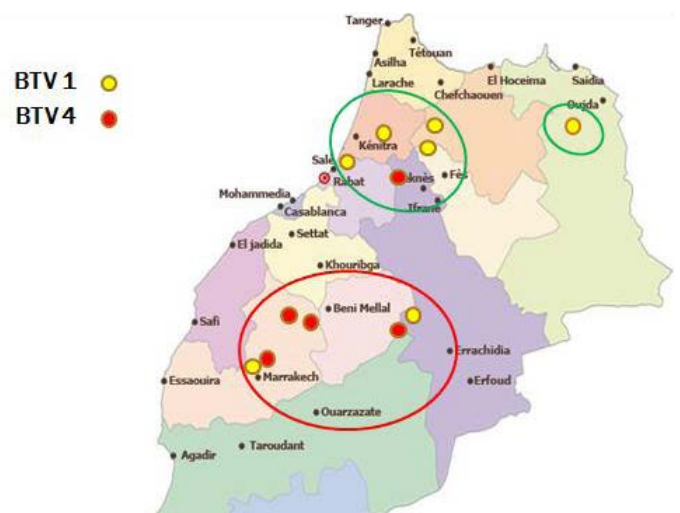 Tanger
Tétouan
Asilha
El Hoceima
Saidia
BTV 1
Larache
Chefchaouen
Oujda
BTV 4
Kénitra
Sale
Rabat
Fès
Mohammedia
Ifrane
Casablanca
Settat
El jadida
Khouribga
Beni Mellal
Safi
Errachidia
Essaouira
Marrakech
Erfoud
Ouarzazate
Taroudant
Agadir